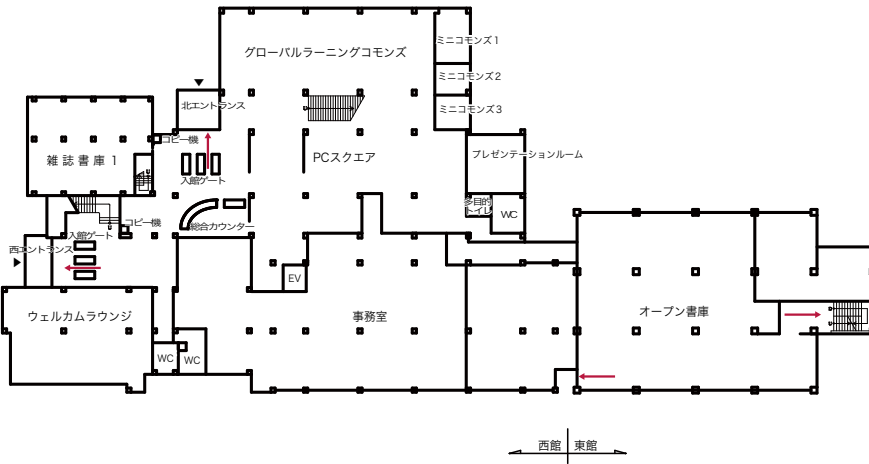 グローバルラーニングコモンズ
ミニコモンズ1
ミニコモンズ2
ミニコモンズ3
北エントランス
コピー機
雑誌書庫 1
PCスクエア
プレゼンテーションルーム
入館ゲート
多目的
トイレ
WC
総合カウンター
コピー機
入館ゲート
西エントランス
EV
ウェルカムラウンジ
事務室
オープン書庫
WC
WC
西館
東館